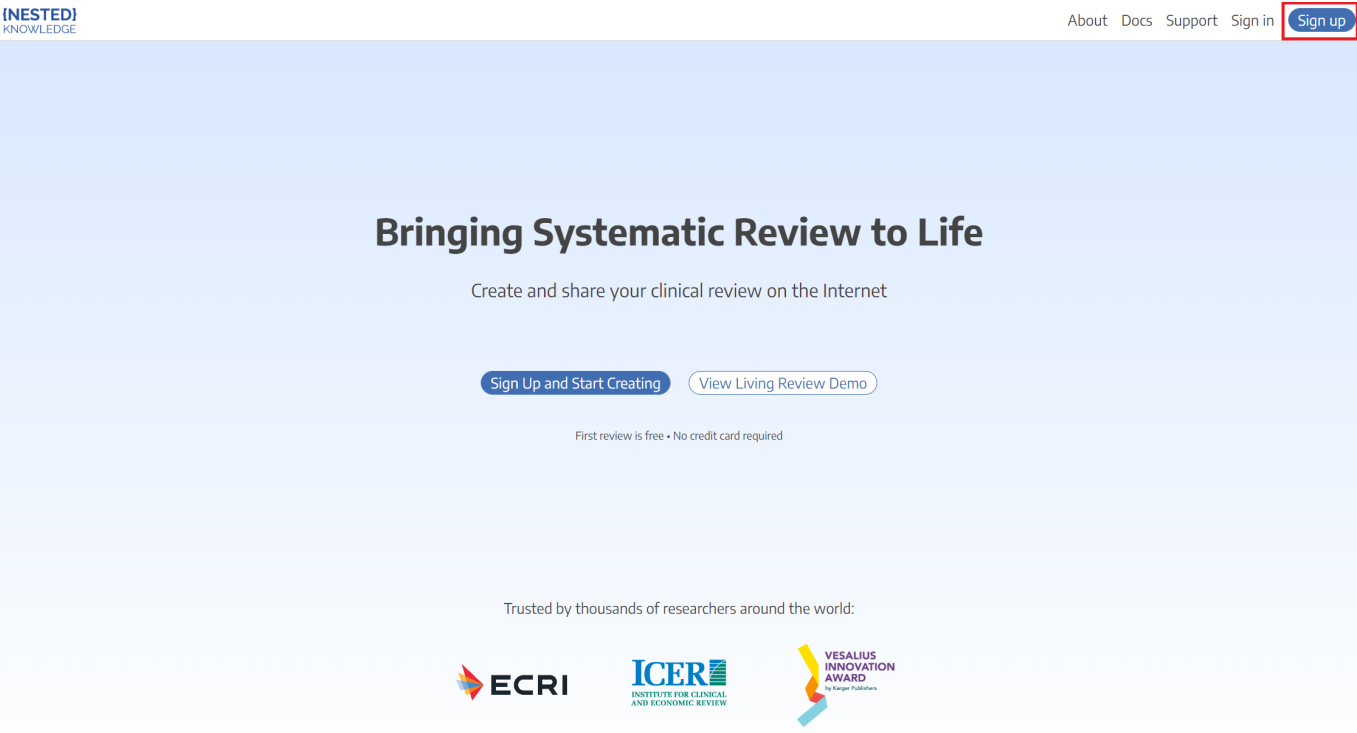 {NESTED}
KNOWLEDGE
About Docs Support Sign in Sign up
Bringing Systematic Review to Life
Create and share your clinical review on the Internet
Sign Up and Start Creating View Living Review Demo
First review is free • No credit card required
Trusted by thousands of researchers around the world:
ECRI
ICER
INSTITUTE FOR CLINICAL
AND ECONOMIC REVIEW
VESALIUS
INNOVATION
AWARD
by Karger Publishers